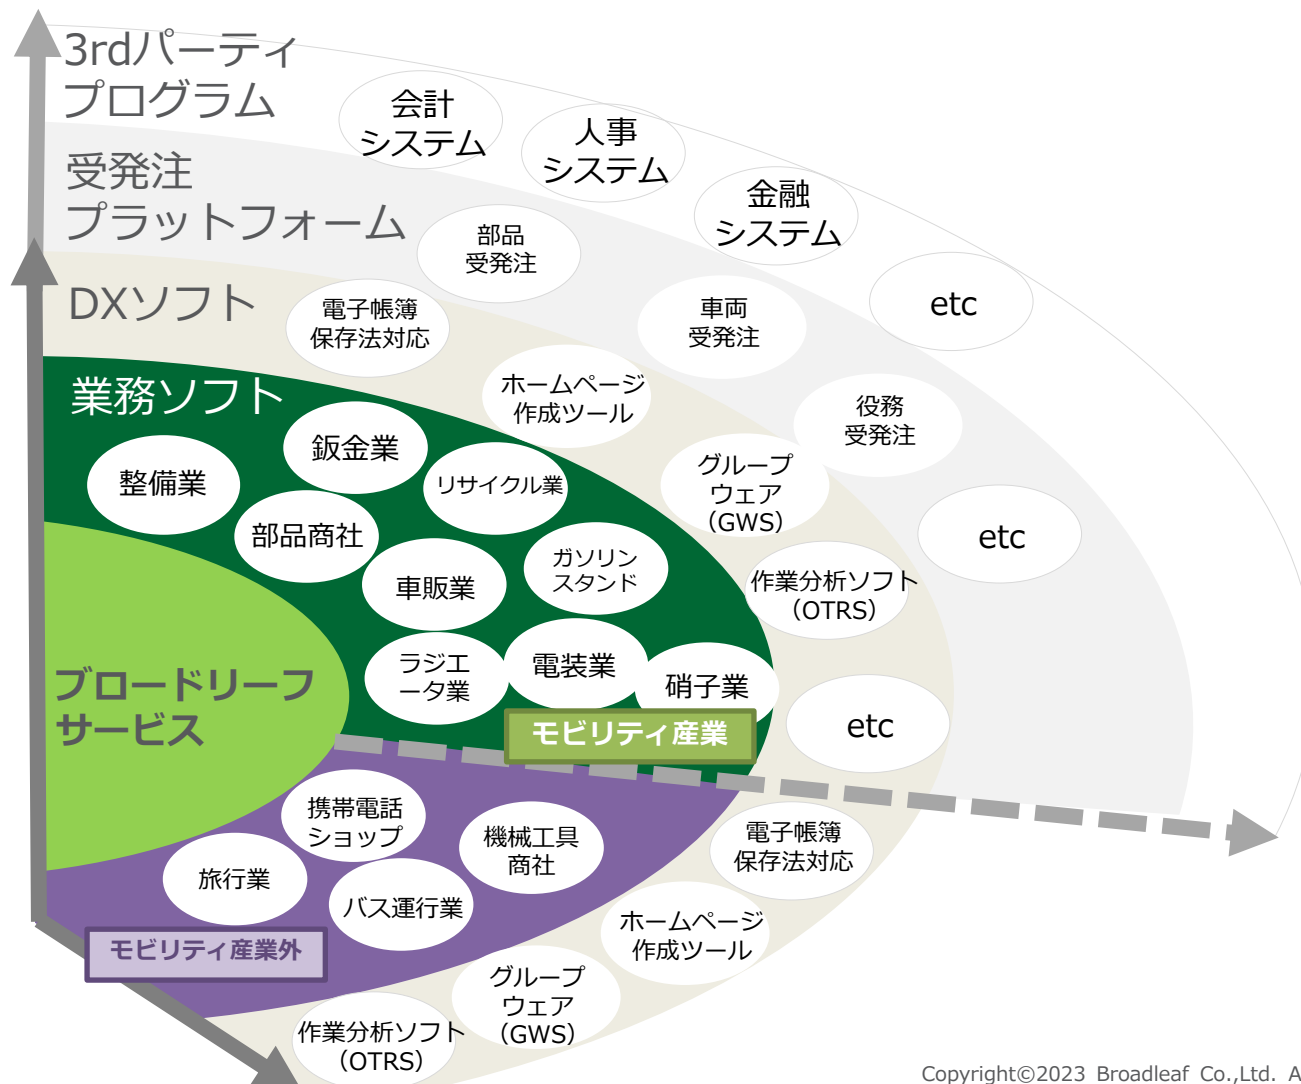 3rdパーティ
プログラム
会計
システム
人事
システム
金融
システム
etc
受発注
プラットフォーム
部品
受発注
車両
受発注
役務
受発注
etc
DXソフト
電子帳簿
保存法対応
ホームページ
作成ツール
グループ
ウェア
（GWS）
作業分析ソフト
（OTRS）
etc
業務ソフト
整備業
鈑金業
リサイクル業
部品商社
車販業
ガソリン
スタンド
ラジエ
ータ業
電装業
硝子業
モビリティ産業
ブロードリーフ
サービス
携帯電話
ショップ
機械工具
商社
旅行業
バス運行業
モビリティ産業外
電子帳簿
保存法対応
ホームページ
作成ツール
グループ
ウェア
（GWS）
作業分析ソフト
（OTRS）
Copyright©2023 Broadleaf Co.,Ltd. A